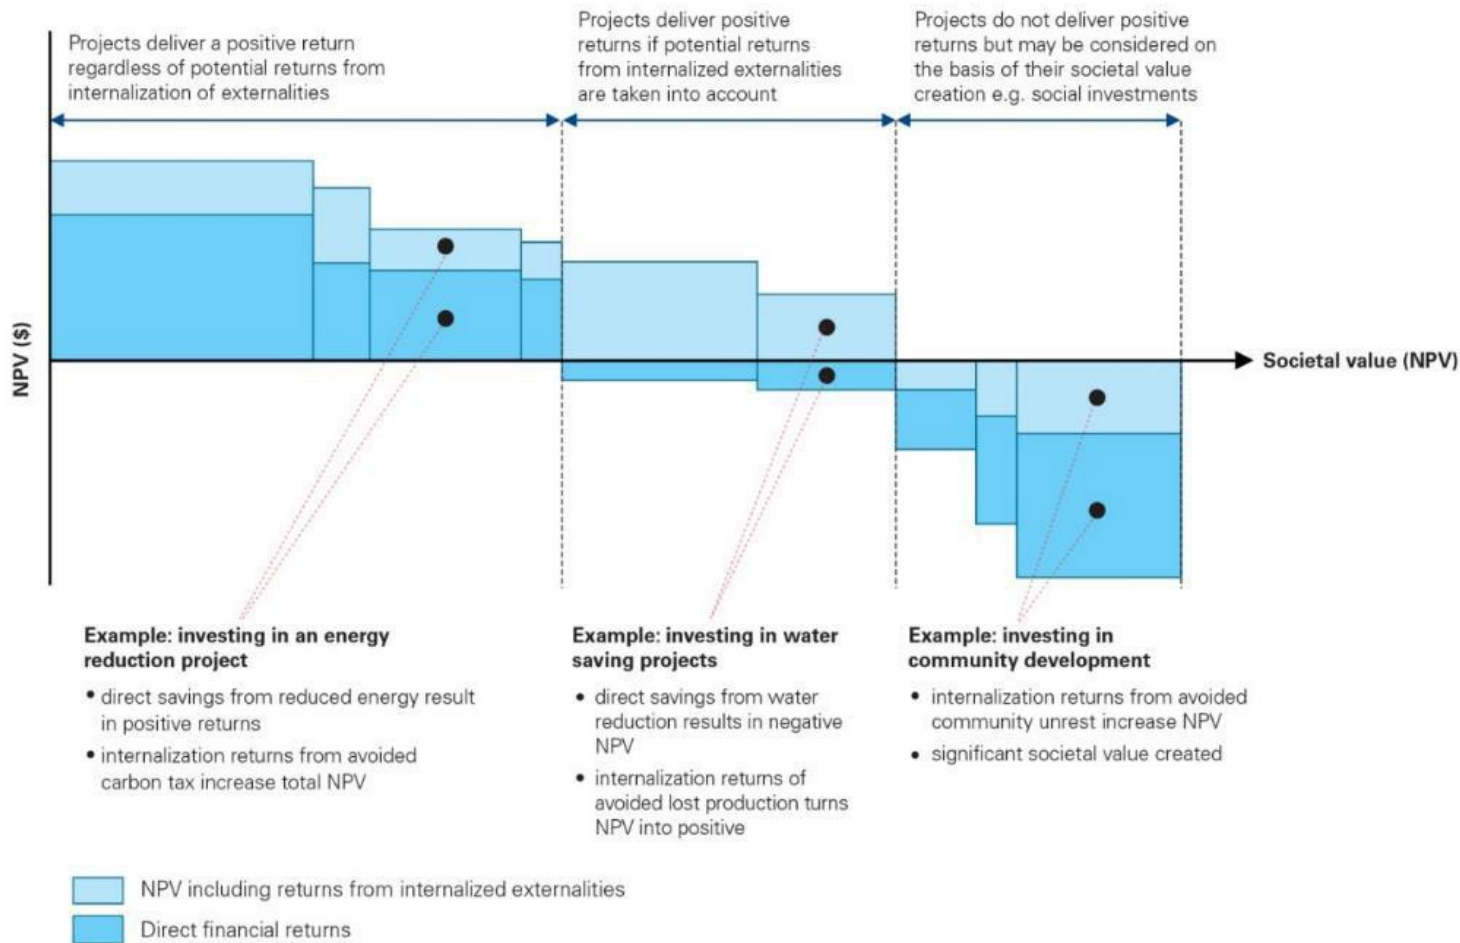 Projects deliver a positive return
regardless of potential returns from
internalization of externalities
Projects deliver positive
returns if potential returns
from internalized externalities
are taken into account
Projects do not deliver positive
returns but may be considered on
the basis of their societal value
creation e.g. social investments
NPV ($)
Societal value (NPV)
Example: investing in an energy
reduction project
• direct savings from reduced energy result
in positive returns
• internalization returns from avoided
carbon tax increase total NPV
Example: investing in water
saving projects
• direct savings from water
reduction results in negative
NPV
• internalization returns of
avoided lost production turns
NPV into positive
Example: investing in
community development
• internalization returns from avoided
community unrest increase NPV
• significant societal value created
NPV including returns from internalized externalities
Direct financial returns